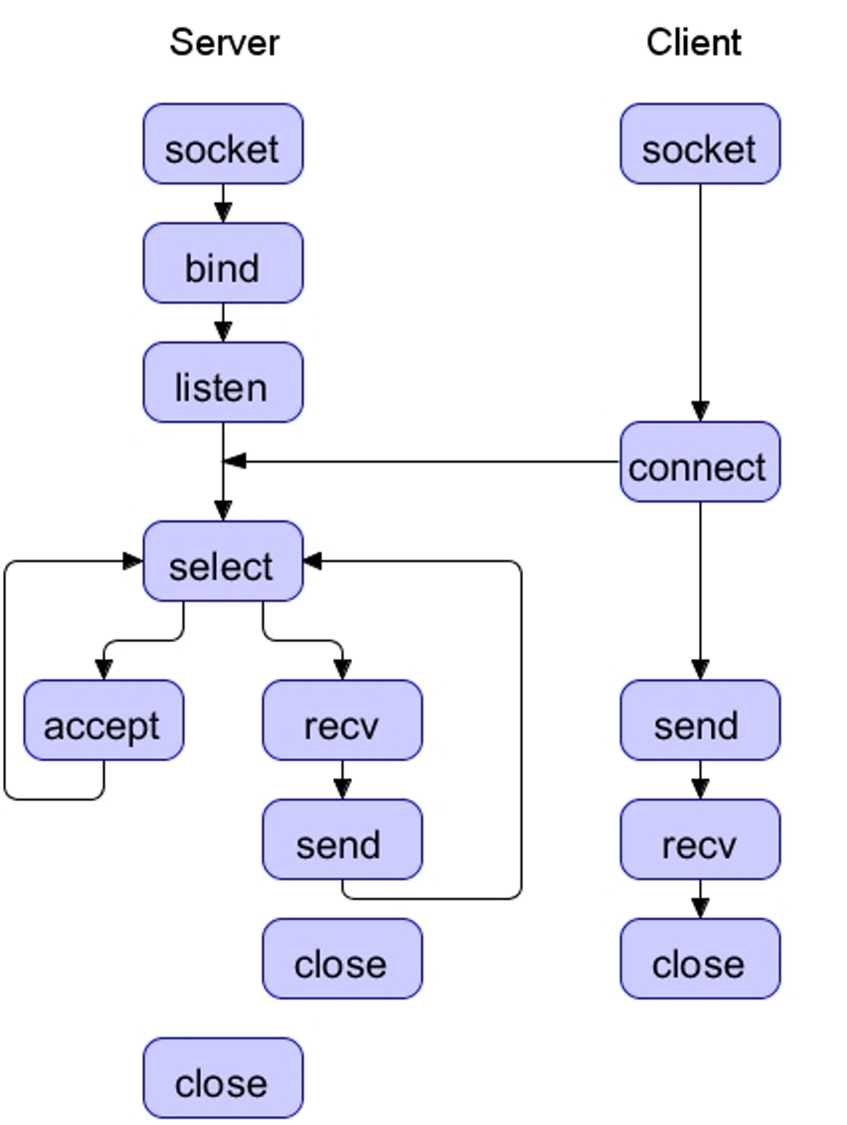 Server
Client
socket
socket
bind
listen
connect
select
accept
recv
send
send
recv
close
close
close